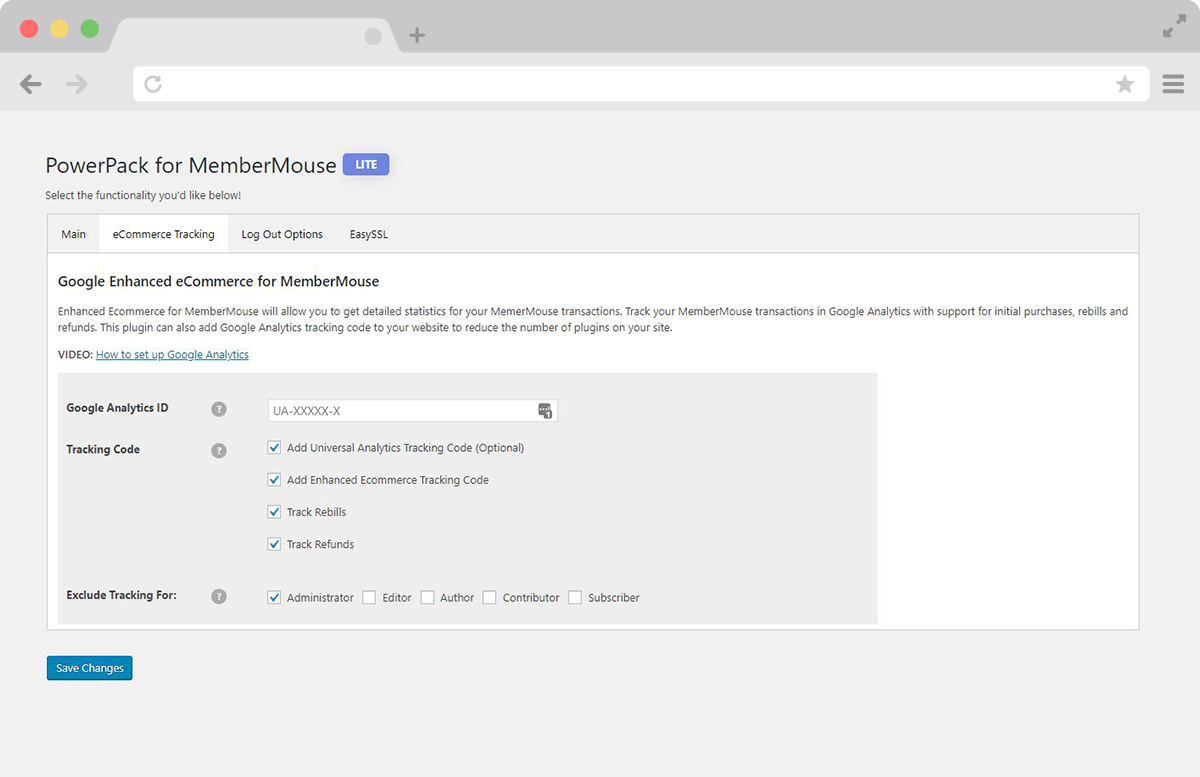 PowerPack for MemberMouse LITE
Select the functionality you'd like below!
Main eCommerce Tracking Log Out Options EasySSL
Google Enhanced eCommerce for MemberMouse
Enhanced Ecommerce for MemberMouse will allow you to get detailed statistics for your MemerMouse transactions. Track your MemberMouse transactions in Google Analytics with support for initial purchases, rebills and
refunds. This plugin can also add Google Analytics tracking code to your website to reduce the number of plugins on your site.
VIDEO: How to set up Google Analytics
Google Analytics ID ? UA-XXXXX-X 1
Tracking Code ? Add Universal Analytics Tracking Code (Optional)
Add Enhanced Ecommerce Tracking Code
Track Rebills
Track Refunds
Exclude Tracking For: ? Administrator Editor Author Contributor Subscriber
Save Changes